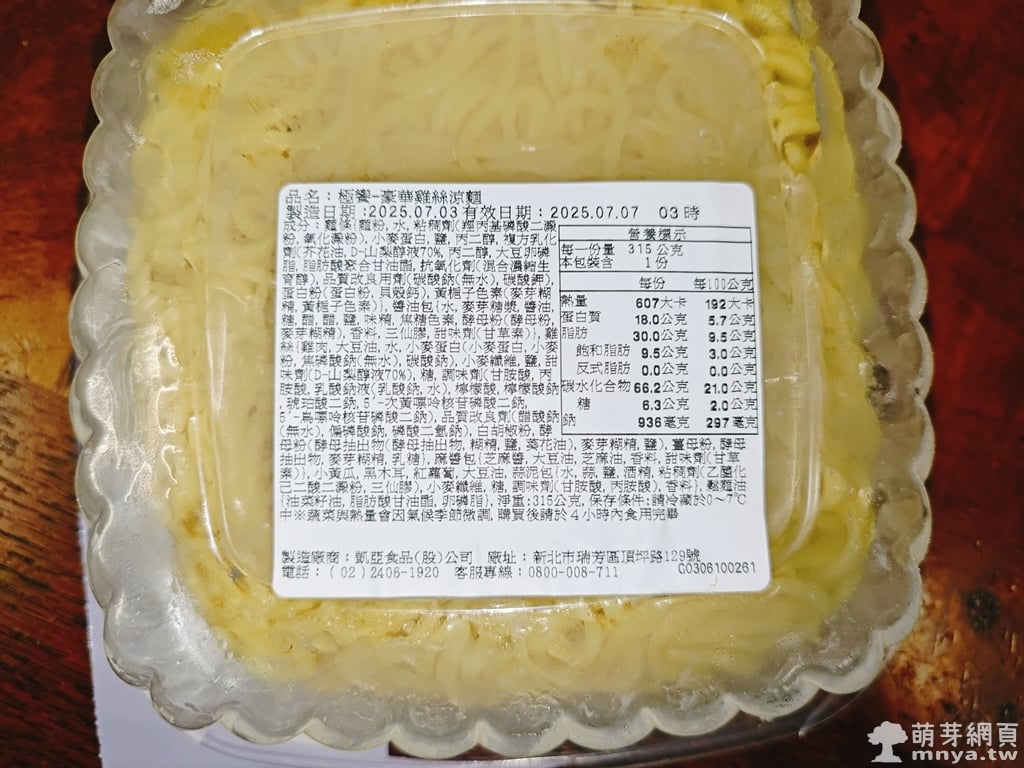 品名：極饗-豪華雞絲涼麵
製造日期：2025.07.03 有效日期：2025.07.07 03時
成分：麵條{麵粉, 水, 粘稠劑(羥丙基磷酸二澱
粉, 氧化澱粉), 小麥蛋白, 鹽, 丙二醇, 複方乳化
劑(芥花油, D-山梨醇液70%, 丙二醇, 大豆卵磷
脂, 脂肪酸聚合甘油酯, 抗氧化劑(混合濃縮生
育醇), 品質改良用劑(碳酸鈉(無水), 碳酸鉀),
蛋白粉(蛋白粉, 貝殼鈣), 黃梔子色素(麥芽糊
精, 黃梔子色素)}, 醬油包{水, 麥芽糖漿, 醬油,
糖, 醋, 鹽, 味精, 焦糖色素, 酵母粉(酵母粉,
麥芽糊精), 香料, 三仙膠, 甜味劑(甘草素)}, 雞
絲{雞肉, 大豆油, 水, 小麥蛋白(小麥蛋白, 小麥
粉, 焦磷酸鈉(無水), 碳酸鈉), 小麥纖維, 鹽, 甜
味劑(D-山梨醇液70%), 糖, 調味劑(甘胺酸, 丙
胺酸, 乳酸鈉液(乳酸鈉, 水), 檸檬酸, 檸檬酸鈉
, 琥珀酸二鈉, 5'-次黃嘌呤核苷磷酸二鈉,
5'-鳥嘌呤核苷磷酸二鈉), 品質改良劑(醋酸鈉
(無水), 偏磷酸鈉, 磷酸二氫鈉), 白胡椒粉, 酵
母粉(酵母抽出物(酵母抽出物, 糊精, 鹽, 葵花油), 麥芽糊精, 鹽), 薑母粉, 酵母
抽出物, 麥芽糊精, 乳糖}, 麻醬包{芝麻醬, 大豆油, 芝麻油, 香料, 甜味劑(甘草
素)}, 小黃瓜, 黑木耳, 紅蘿蔔, 大豆油, 蒜泥包{水, 蒜, 鹽, 酒精, 粘稠劑(乙醯化
己二酸二澱粉, 三仙膠), 小麥纖維, 糖, 調味劑(甘胺酸, 丙胺酸), 香料}, 鬆麵油
{油菜籽油, 脂肪酸甘油酯, 卵磷脂}, 淨重:315公克, 保存條件:請冷藏於0~7℃
中※蔬菜與熱量會因氣候季節微調, 購買後請於4小時內食用完畢
營養標示
每一份量 315 公克
本包裝含 1份
每份 每100公克
熱量 607大卡 192大卡
蛋白質 18.0公克 5.7公克
脂肪 30.0公克 9.5公克
飽和脂肪 9.5公克 3.0公克
反式脂肪 0.0公克 0.0公克
碳水化合物 66.2公克 21.0公克
糖 6.3公克 2.0公克
鈉 936毫克 297毫克
製造廠商：凱亞食品(股)公司 廠址：新北市瑞芳區頂坪路129號
電話：(02)2406-1920 客服專線：0800-008-711 C0306100261
萌芽網頁
mnya.tw